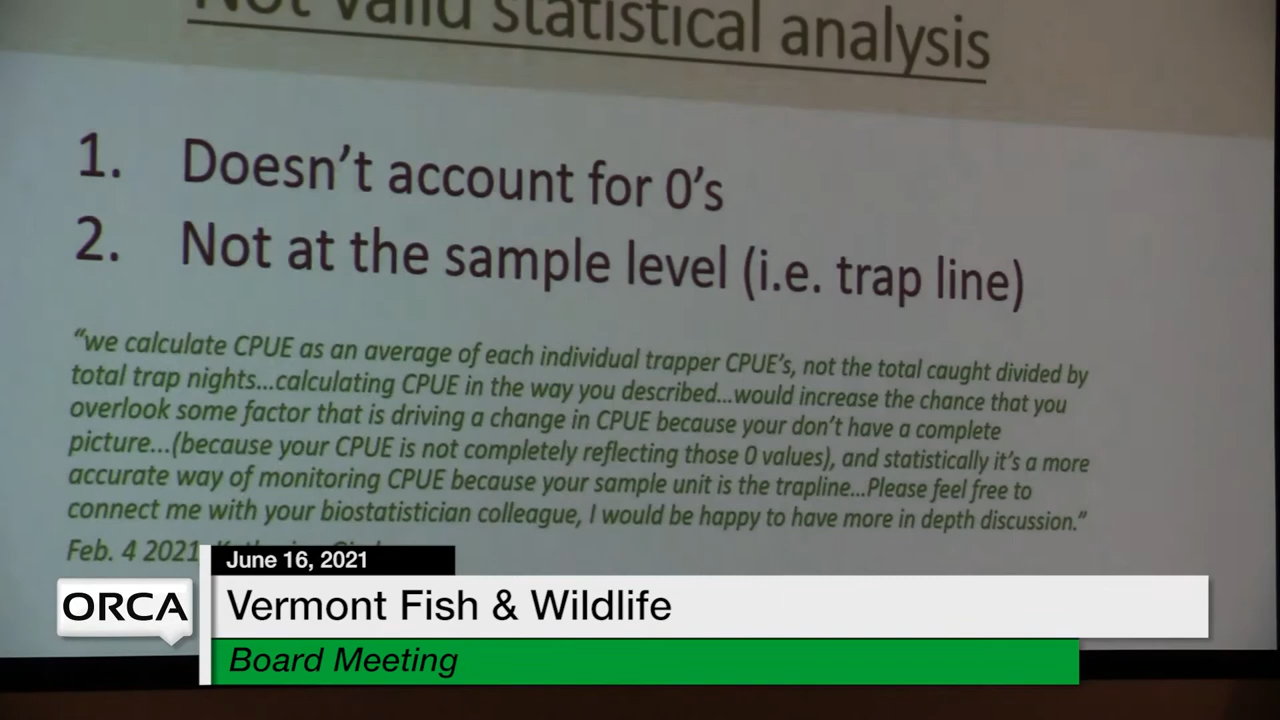 Not valid statistical analysis
1. Doesn't account for 0's
2. Not at the sample level (i.e. trap line)
"we calculate CPUE as an average of each individual trapper CPUE's, not the total caught divided by
total trap nights...calculating CPUE in the way you described...would increase the chance that you
overlook some factor that is driving a change in CPUE because your don't have a complete
picture...(because your CPUE is not completely reflecting those 0 values), and statistically it's a more
accurate way of monitoring CPUE because your sample unit is the trapline...Please feel free to
connect me with your biostatistician colleague, I would be happy to have more in depth discussion."
Feb. 4 2021
June 16, 2021
ORCA
Vermont Fish & Wildlife
Board Meeting